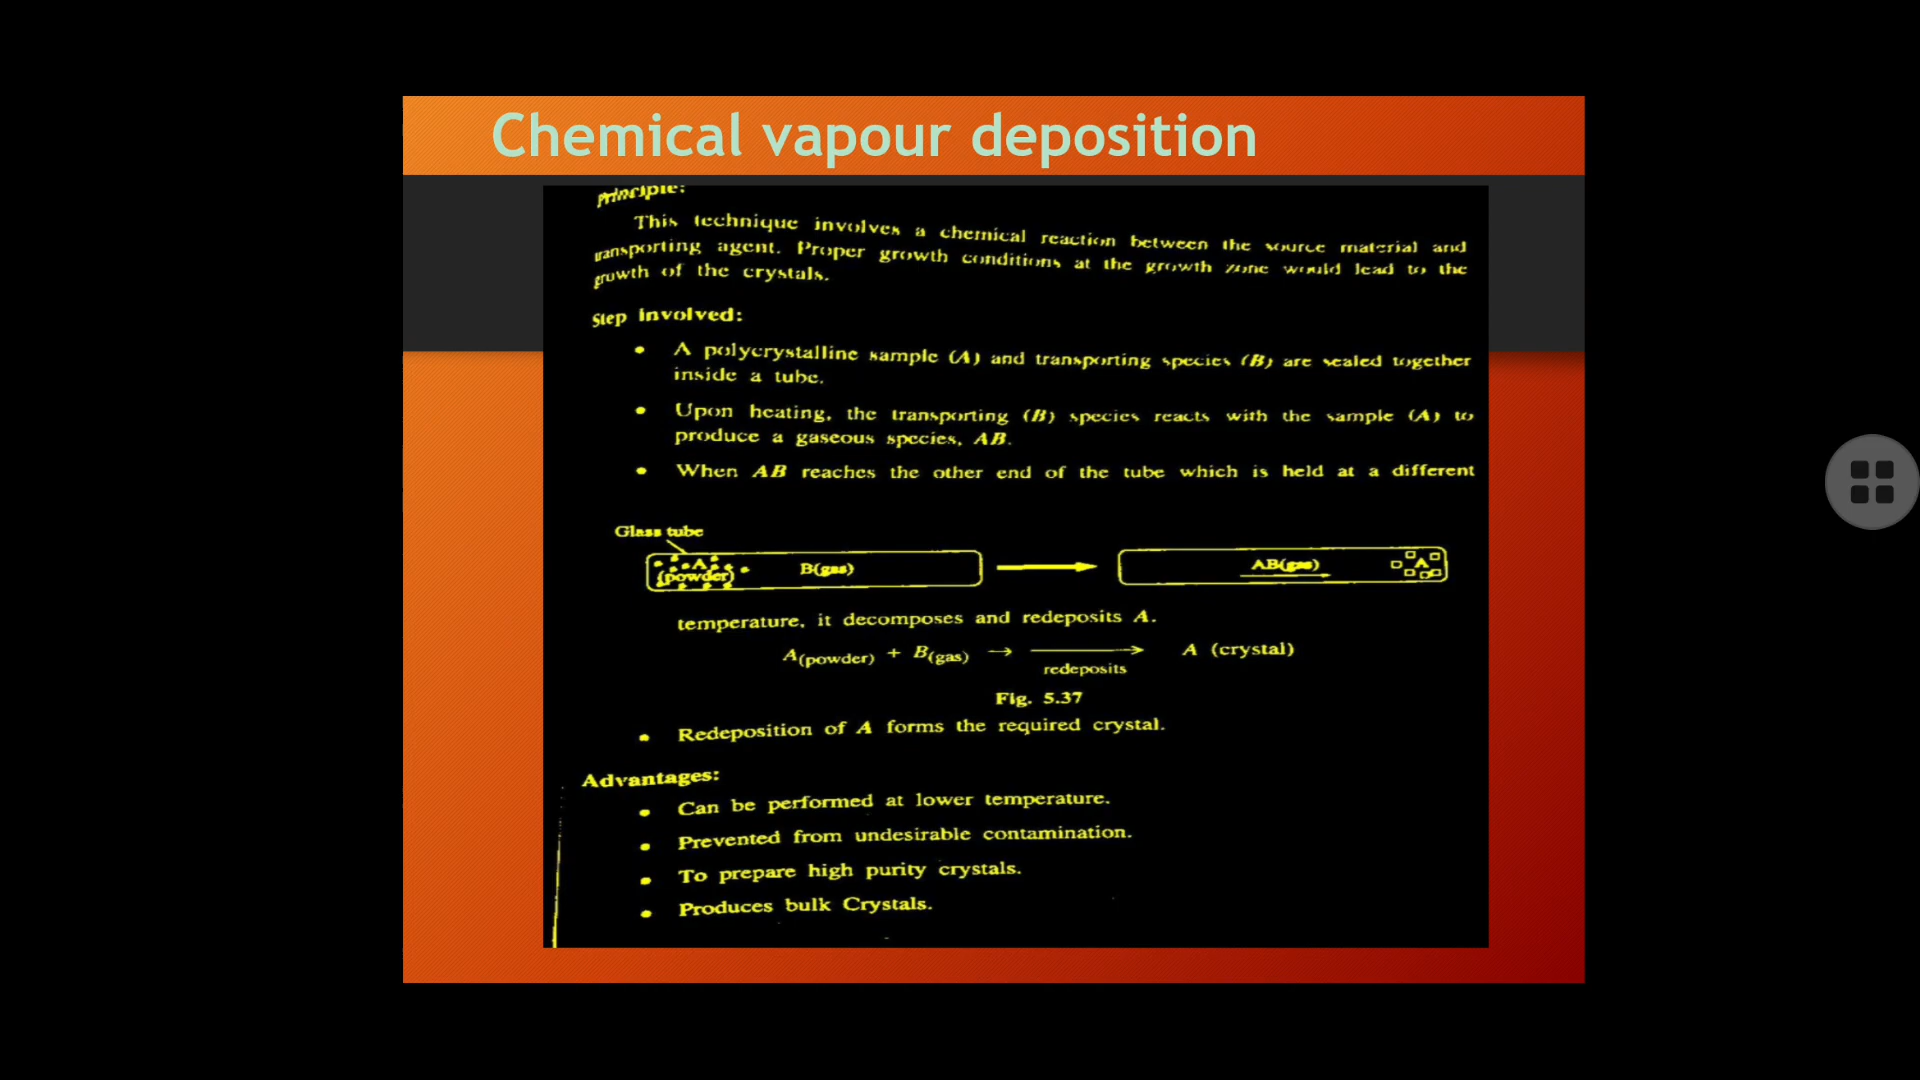 Chemical vapour deposition
Principle:
This technique involves a chemical reaction between the source material and
transporting agent. Proper growth conditions at the growth zone would lead to the
growth of the crystals.
Step involved:
• A polycrystalline sample (A) and transporting species (B) are sealed together
inside a tube.
• Upon heating, the transporting (B) species reacts with the sample (A) to
produce a gaseous species, AB.
• When AB reaches the other end of the tube which is held at a different
Glass tube
A
(powder) B(gas) AB(gas) A
temperature, it decomposes and redeposits A.
A(powder) + B(gas) → ⟶ A (crystal)
redeposits
Fig. 5.37
• Redeposition of A forms the required crystal.
Advantages:
• Can be performed at lower temperature.
• Prevented from undesirable contamination.
• To prepare high purity crystals.
• Produces bulk Crystals.